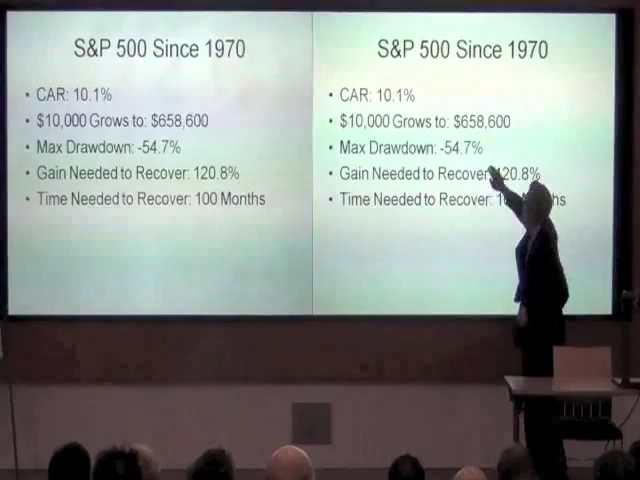 S&P 500 Since 1970
• CAR: 10.1%
• $10,000 Grows to: $658,600
• Max Drawdown: -54.7%
• Gain Needed to Recover: 120.8%
• Time Needed to Recover: 100 Months
S&P 500 Since 1970
• CAR: 10.1%
• $10,000 Grows to: $658,600
• Max Drawdown: -54.7%
• Gain Needed to Recover: 120.8%
• Time Needed to Recover: